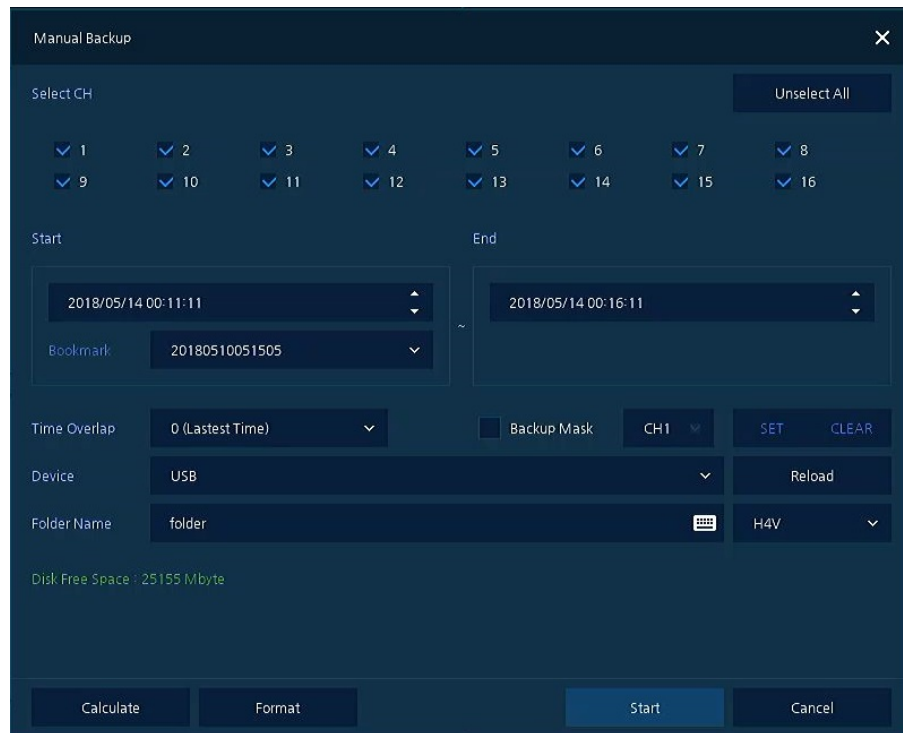 Manual Backup
Select CH Unselect All
1 2 3 4 5 6 7 8
9 10 11 12 13 14 15 16
Start End
2018/05/14 00:11:11 ~ 2018/05/14 00:16:11
Bookmark 20180510051505
Time Overlap 0 (Lastest Time) Backup Mask CH1 SET CLEAR
Device USB Reload
Folder Name folder H4V
Disk Free Space : 25155 Mbyte
Calculate Format Start Cancel